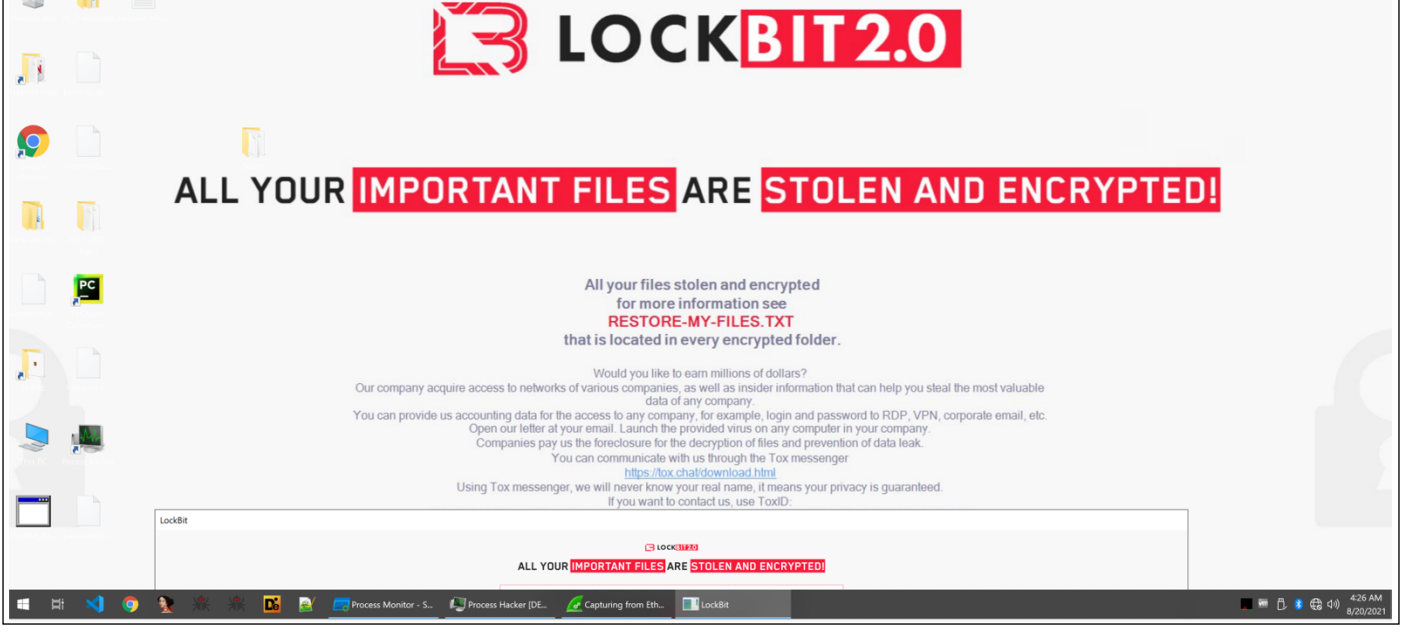 LOCKBIT 2.0
ALL YOUR IMPORTANT FILES ARE STOLEN AND ENCRYPTED!
All your files stolen and encrypted
for more information see
RESTORE-MY-FILES.TXT
that is located in every encrypted folder.
Would you like to earn millions of dollars?
Our company acquire access to networks of various companies, as well as insider information that can help you steal the most valuable
data of any company.
You can provide us accounting data for the access to any company, for example, login and password to RDP, VPN, corporate email, etc.
Open our letter at your email. Launch the provided virus on any computer in your company.
Companies pay us the foreclosure for the decryption of files and prevention of data leak.
You can communicate with us through the Tox messenger
https://tox.chat/download.html
Using Tox messenger, we will never know your real name, it means your privacy is guaranteed.
If you want to contact us, use ToxID:
PC
LockBit
LOCKBIT 2.0
ALL YOUR IMPORTANT FILES ARE STOLEN AND ENCRYPTED!
Process Monitor - S...
Process Hacker [DE...
Capturing from Eth...
LockBit
4:26 AM
8/20/2021